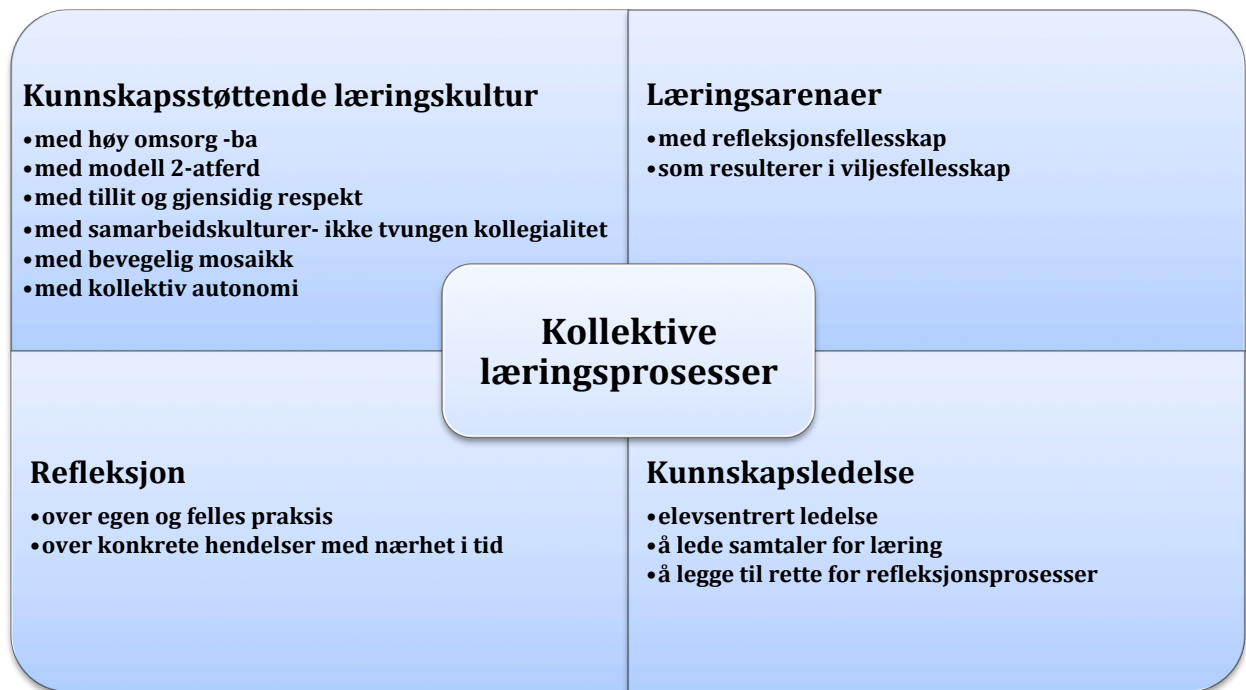 Kunnskapsstøttende læringskultur
•med høy omsorg -ba
•med modell 2-atferd
•med tillit og gjensidig respekt
•med samarbeidskulturer- ikke tvungen kollegialitet
•med bevegelig mosaikk
•med kollektiv autonomi
Læringsarenaer
•med refleksjonsfellesskap
•som resulterer i viljesfellesskap
Kollektive
læringsprosesser
Refleksjon
•over egen og felles praksis
•over konkrete hendelser med nærhet i tid
Kunnskapsledelse
•elevsentrert ledelse
•å lede samtaler for læring
•å legge til rette for refleksjonsprosesser